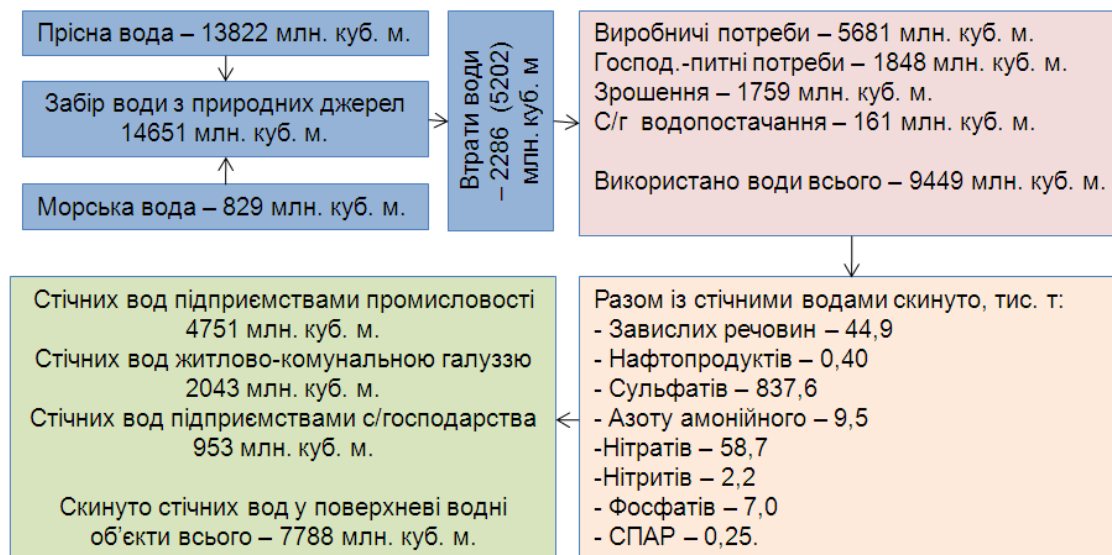 Прісна вода – 13822 млн. куб. м.
Забір води з природних джерел
14651 млн. куб. м.
Морська вода – 829 млн. куб. м.
Втрати води
– 2286 (5202)
млн. куб. м
Виробничі потреби – 5681 млн. куб. м.
Господ.-питні потреби – 1848 млн. куб. м.
Зрошення – 1759 млн. куб. м.
С/г водопостачання – 161 млн. куб. м.
Використано води всього – 9449 млн. куб. м.
Стічних вод підприємствами промисловості
4751 млн. куб. м.
Стічних вод житлово-комунальною галуззю
2043 млн. куб. м.
Стічних вод підприємствами с/господарства
953 млн. куб. м.
Скинуто стічних вод у поверхневі водні
об’єкти всього – 7788 млн. куб. м.
Разом із стічними водами скинуто, тис. т:
- Завислих речовин – 44,9
- Нафтопродуктів – 0,40
- Сульфатів – 837,6
- Азоту амонійного – 9,5
-Нітратів – 58,7
-Нітритів – 2,2
- Фосфатів – 7,0
- СПАР – 0,25.